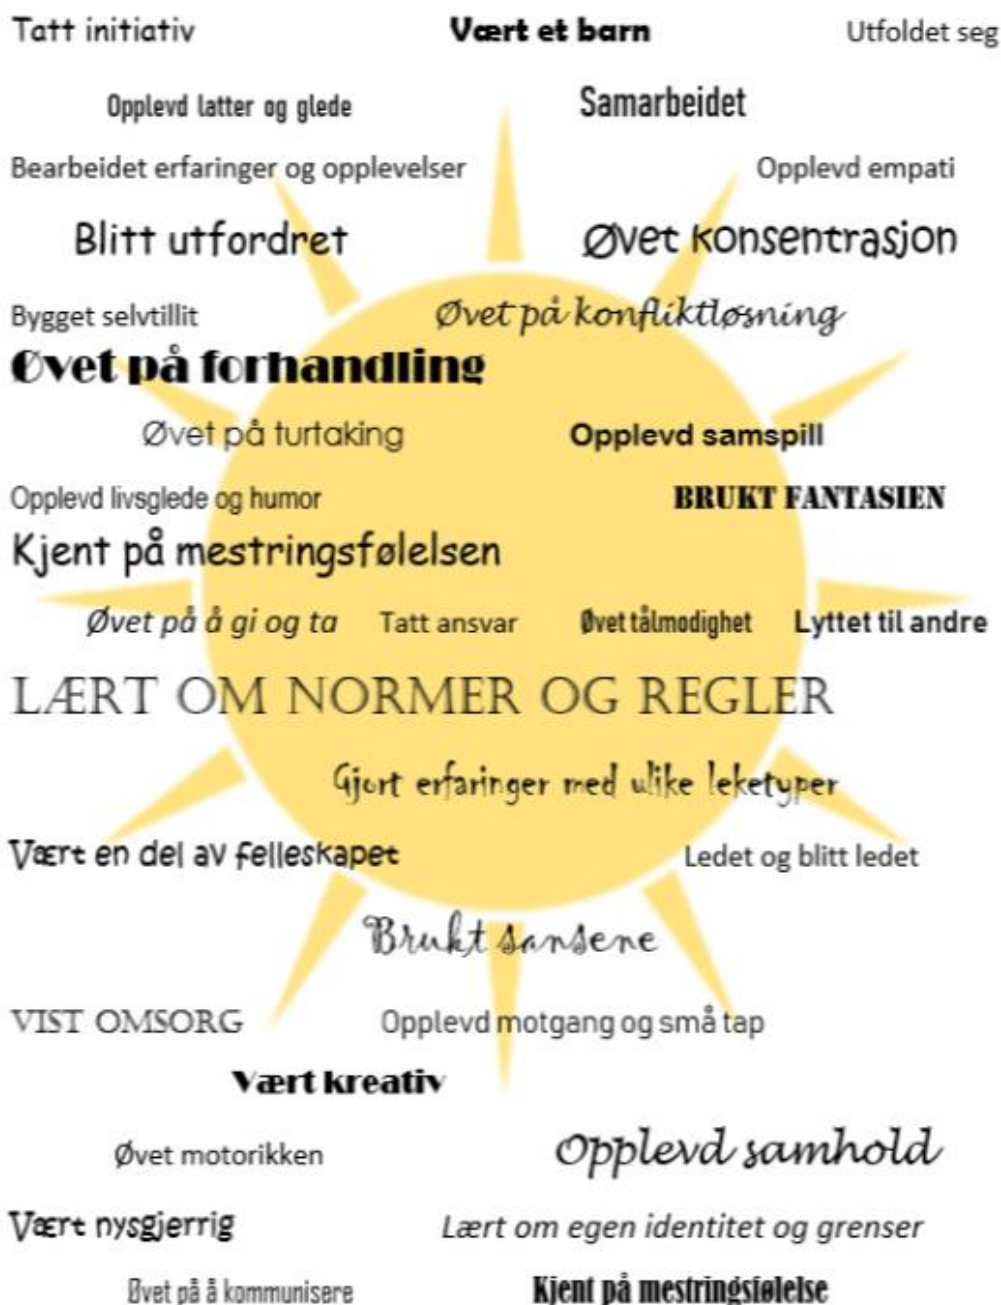 Tatt initiativ Vært et barn Utfoldet seg
Opplevd latter og glede Samarbeidet
Bearbeidet erfaringer og opplevelser Opplevd empati
Blitt utfordret Øvet konsentrasjon
Bygget selvtillit Øvet på konfliktløsning
Øvet på forhandling
Øvet på turtaking Opplevd samspill
Opplevd livsglede og humor BRUKT FANTASIEN
Kjent på mestringsfølelsen
Øvet på å gi og ta Tatt ansvar Øvet tålmodighet Lyttet til andre
LÆRT OM NORMER OG REGLER
Gjort erfaringer med ulike leketyper
Vært en del av felleskapet Ledet og blitt ledet
Brukt sansene
VIST OMSORG Opplevd motgang og små tap
Vært kreativ
Øvet motorikken Opplevd samhold
Vært nysgjerrig Lært om egen identitet og grenser
Øvet på å kommunisere Kjent på mestringsfølelse